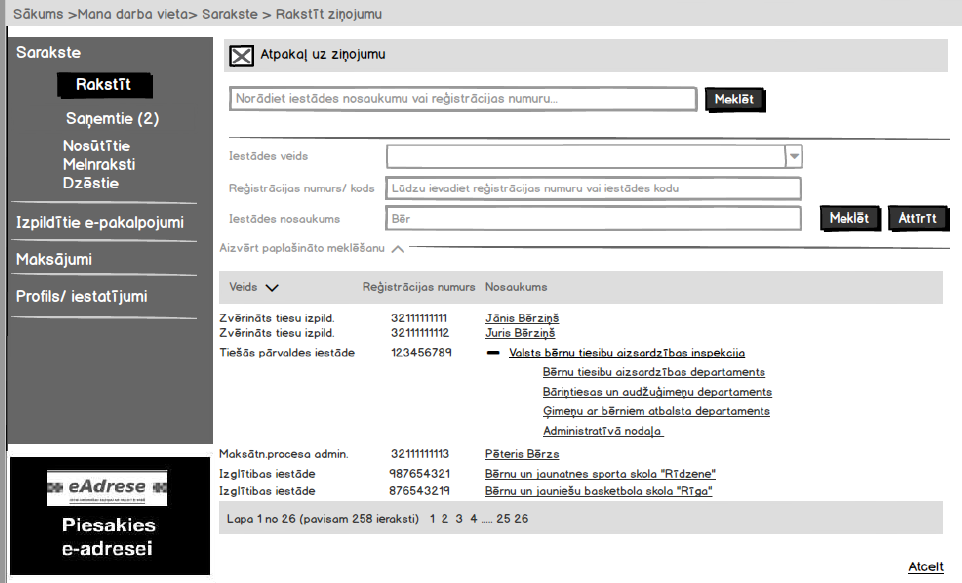 Sākums >Mana darba vieta> Sarakste > Rakstīt ziņojumu
Sarakste
Rakstīt
Saņemtie (2)
Nosūtītie
Melnraksti
Dzēstie
Izpildītie e-pakalpojumi
Maksājumi
Profils/ iestatījumi
eAdrese
Piesakies
e-adresei
Atpakaļ uz ziņojumu
Norādiet iestādes nosaukumu vai reģistrācijas numuru...
Meklēt
Iestādes veids
Reģistrācijas numurs/ kods Lūdzu ievadiet reģistrācijas numuru vai iestādes kodu
Iestādes nosaukums Bēr Meklēt Attīrīt
Aizvērt paplašināto meklēšanu
Veids Reģistrācijas numurs Nosaukums
Zvērināts tiesu izpild. 32111111111 Jānis Bērziņš
Zvērināts tiesu izpild. 32111111112 Juris Bērziņš
Tiešās pārvaldes iestāde 123456789 Valsts bērnu tiesību aizsardzības inspekcija
Bērnu tiesību aizsardzības departaments
Bāriņtiesas un audžuģimeņu departaments
Ģimeņu ar bērniem atbalsta departaments
Administratīvā nodaļa
Maksātn.procesa admin. 32111111113 Pēteris Bērzs
Izglītības iestāde 987654321 Bērnu un jaunatnes sporta skola "Rīdzene"
Izglītības iestāde 876543219 Bērnu un jauniešu basketbola skola "Rīga"
Lapa 1 no 26 (pavisam 258 ieraksti) 1 2 3 4 ..... 25 26
Atcelt